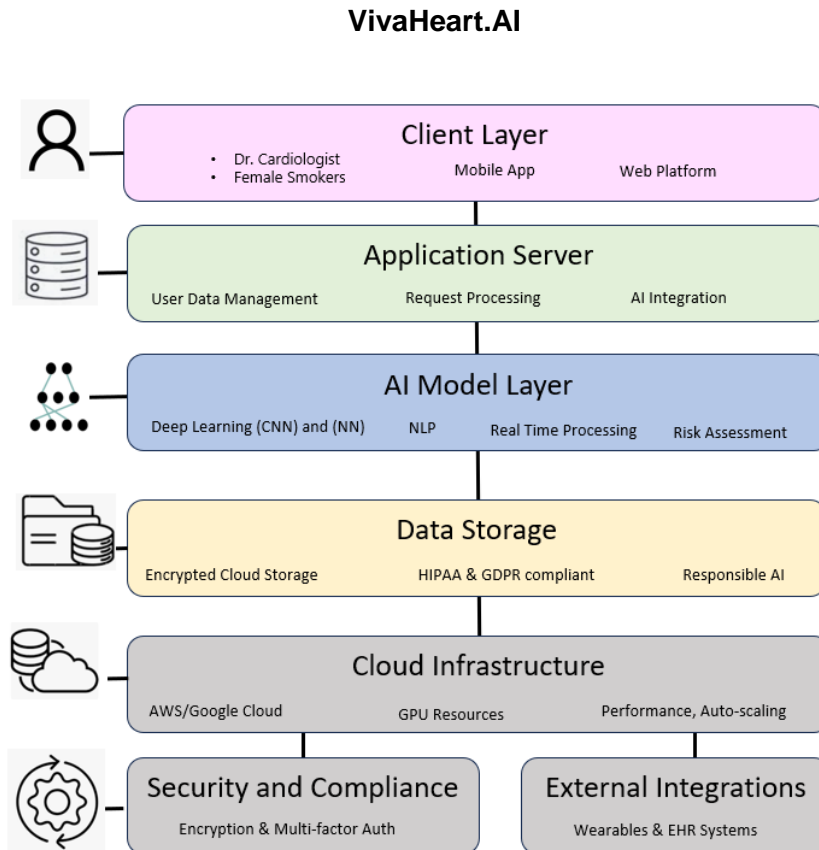 VivaHeart.AI
Client Layer
• Dr. Cardiologist
• Female Smokers
Mobile App
Web Platform
Application Server
User Data Management
Request Processing
AI Integration
AI Model Layer
Deep Learning (CNN) and (NN)
NLP
Real Time Processing
Risk Assessment
Data Storage
Encrypted Cloud Storage
HIPAA & GDPR compliant
Responsible AI
Cloud Infrastructure
AWS/Google Cloud
GPU Resources
Performance, Auto-scaling
Security and Compliance
Encryption & Multi-factor Auth
External Integrations
Wearables & EHR Systems